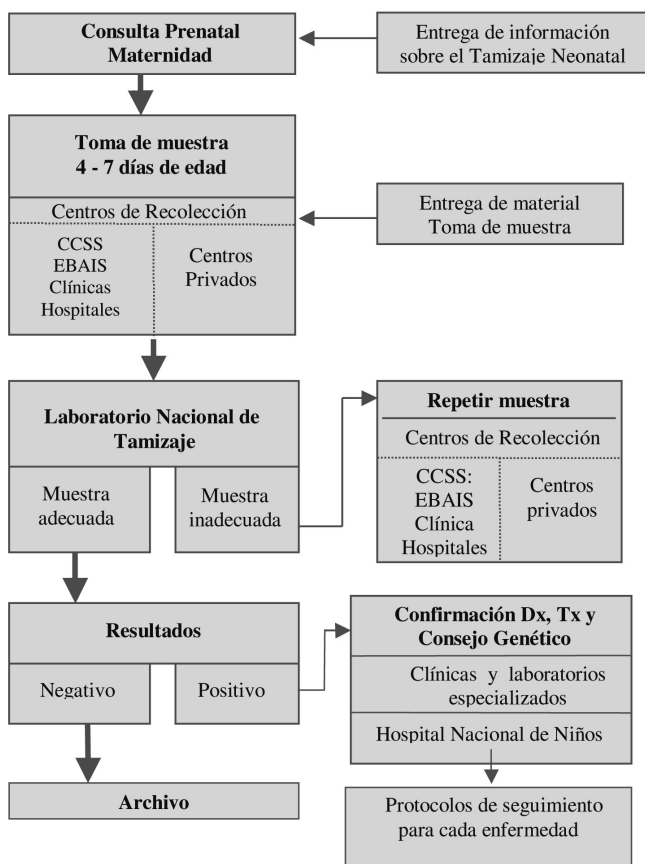 Consulta Prenatal
Maternidad
Entrega de información
sobre el Tamizaje Neonatal
Toma de muestra
4 - 7 días de edad
Centros de Recolección
CCSS
EBAIS
Clínicas
Hospitales
Centros
Privados
Entrega de material
Toma de muestra
Laboratorio Nacional de
Tamizaje
Muestra
adecuada
Muestra
inadecuada
Repetir muestra
Centros de Recolección
CCSS:
EBAIS
Clínica
Hospitales
Centros
privados
Resultados
Negativo
Positivo
Confirmación Dx, Tx y
Consejo Genético
Clínicas y laboratorios
especializados
Hospital Nacional de Niños
Archivo
Protocolos de seguimiento
para cada enfermedad